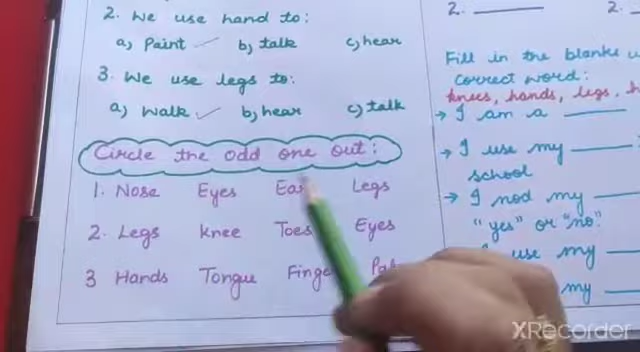 2. We use hand to:
a) Paint b) talk c) hear
3. We use legs to:
a) Walk b) hear c) talk
Circle the odd one out:
1. Nose Eyes Legs
2. Legs knee Toes Eyes
3 Hands Tongue
2. 2.
Fill in the blanks
correct word:
knees, hands, legs,
→ I am a
→ I use my
school
→ I nod my
"yes" or "no".
use my
my
XRecorder